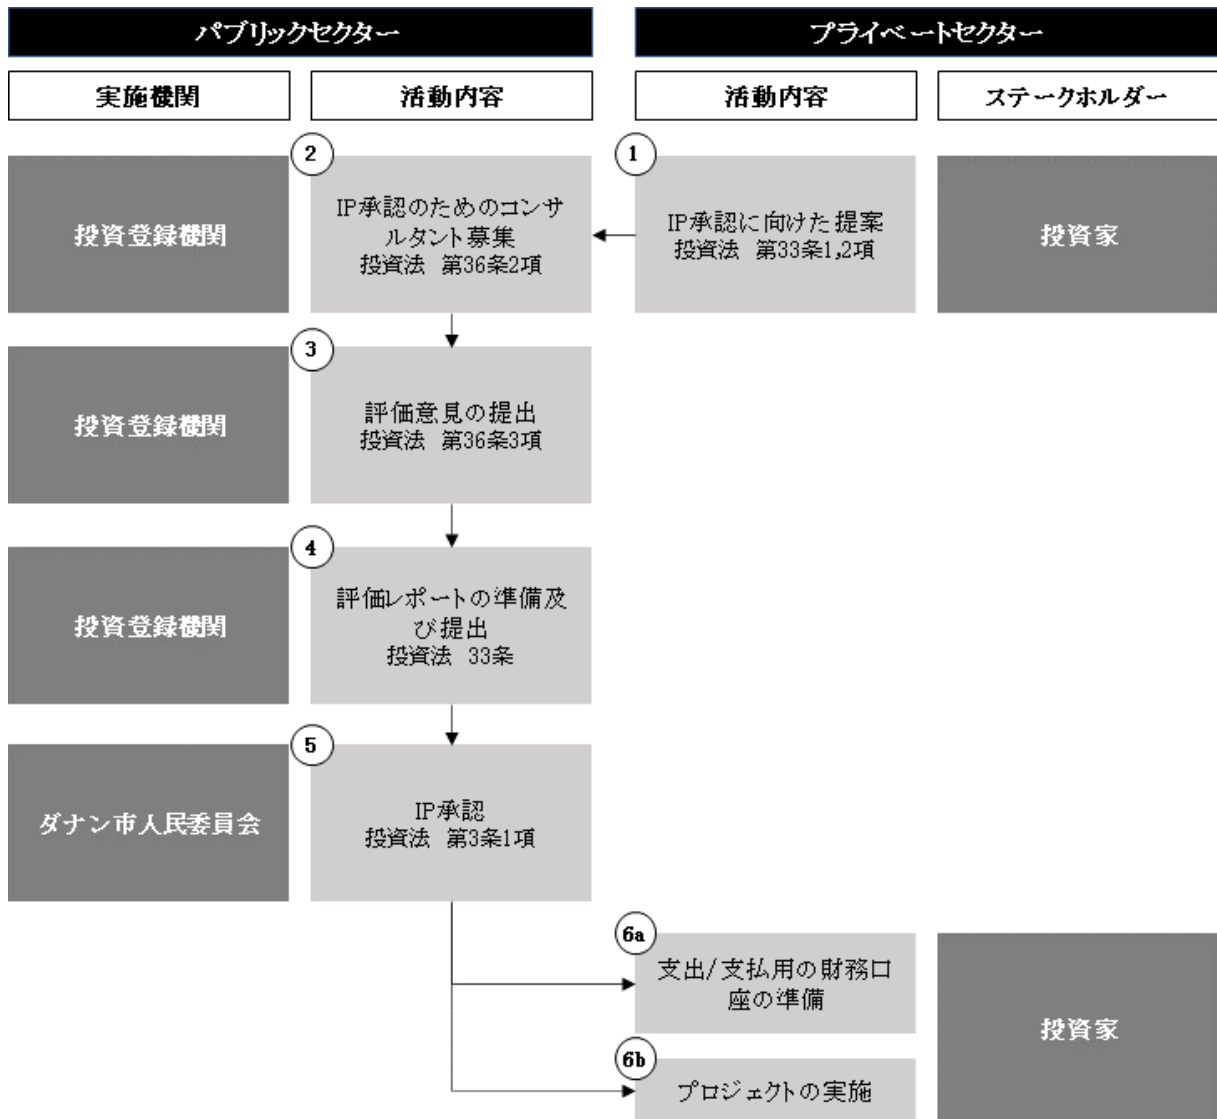 パブリックセクター
プライベートセクター
実施機関
活動内容
活動内容
ステークホルダー
投資登録機関
2
IP承認のためのコンサ
ルタント募集
投資法 第36条2項
1
IP承認に向けた提案
投資法 第33条1,2項
投資家
投資登録機関
3
評価意見の提出
投資法 第36条3項
投資登録機関
4
評価レポートの準備及
び提出
投資法 33条
ダナン市人民委員会
5
IP承認
投資法 第3条1項
6a
支出/支払用の財務口
座の準備
投資家
6b
プロジェクトの実施